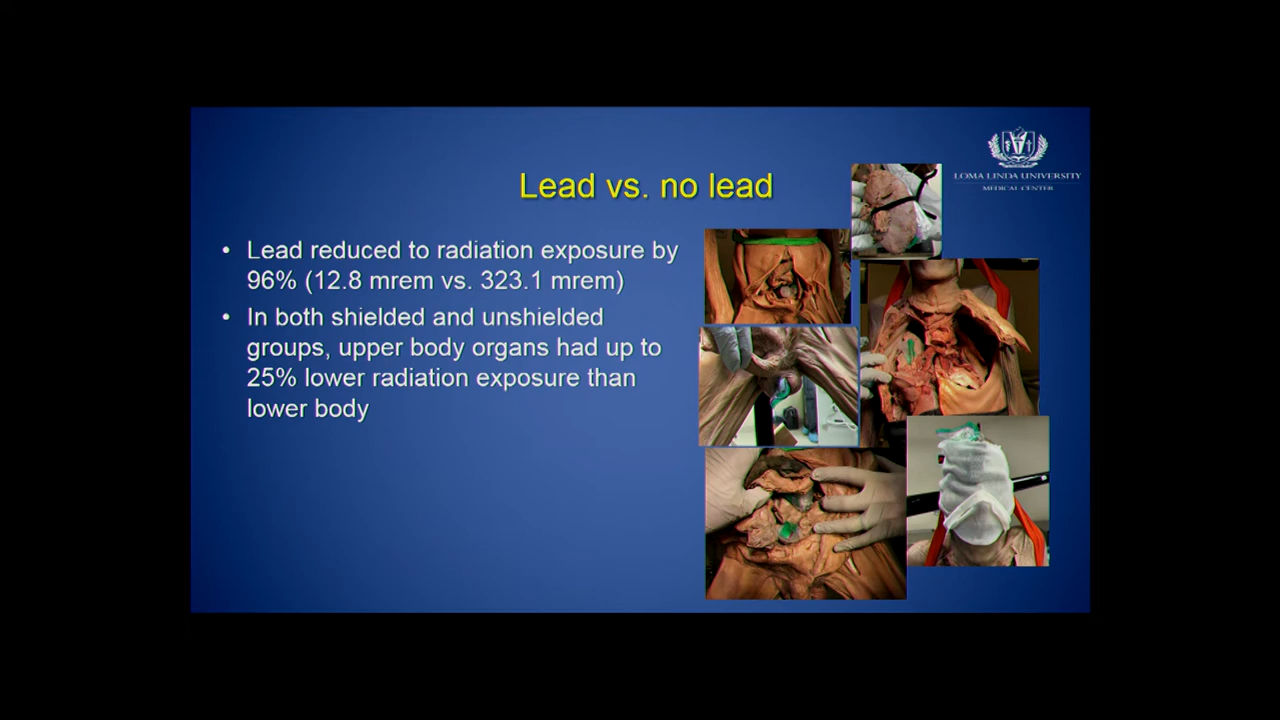 LOMA LINDA UNIVERSITY
MEDICAL CENTER
Lead vs. no lead
• Lead reduced to radiation exposure by
96% (12.8 mrem vs. 323.1 mrem)
• In both shielded and unshielded
groups, upper body organs had up to
25% lower radiation exposure than
lower body